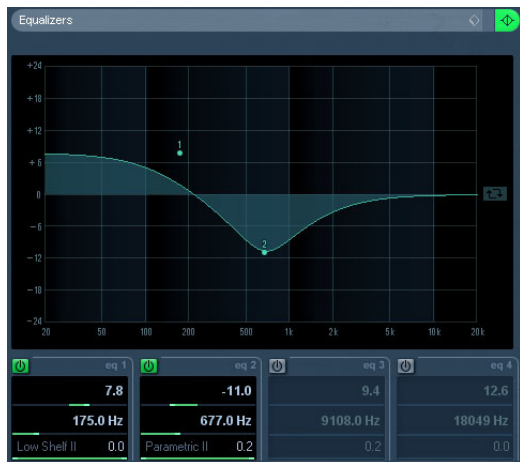 Equalizers
+24
+18
+12
+6
0
-6
-12
-18
-24
1
2
20 50 100 200 500 1k 2k 5k 10k 20k
eq 1 eq 2 eq 3 eq 4
7.8 -11.0 9.4 12.6
175.0 Hz 677.0 Hz 9108.0 Hz 18049 Hz
Low Shelf II 0.0 Parametric II 0.2 0.2 0.0